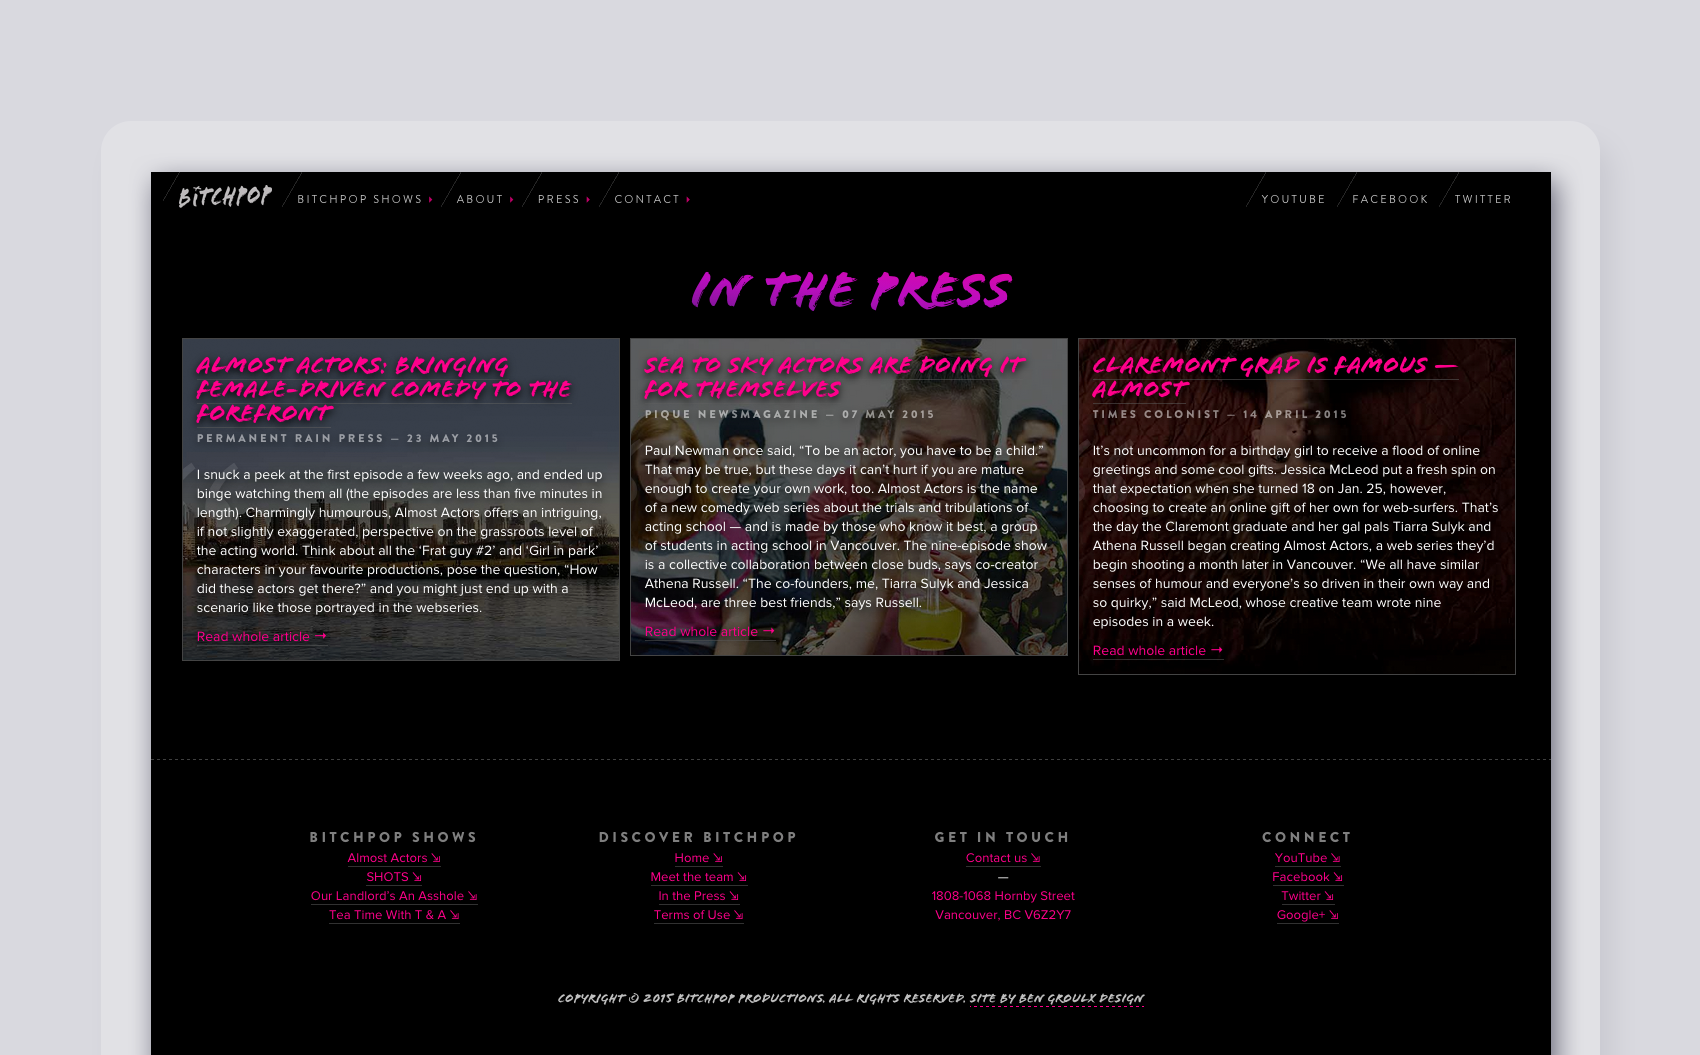 BiTCHPOP
BITCHPOP SHOWS
ABOUT
PRESS
CONTACT
YOUTUBE
FACEBOOK
TWITTER
IN THE PRESS
ALMOST ACTORS: BRINGING
FEMALE-DRIVEN COMEDY TO THE
FOREFRONT
PERMANENT RAIN PRESS — 23 MAY 2015
I snuck a peek at the first episode a few weeks ago, and ended up
binge watching them all (the episodes are less than five minutes in
length). Charmingly humourous, Almost Actors offers an intriguing,
if not slightly exaggerated, perspective on the grassroots level of
the acting world. Think about all the ‘Frat guy #2’ and ‘Girl in park’
characters in your favourite productions, pose the question, “How
did these actors get there?” and you might just end up with a
scenario like those portrayed in the webseries.
Read whole article →
SEA TO SKY ACTORS ARE DOING IT
FOR THEMSELVES
PIQUE NEWSMAGAZINE — 07 MAY 2015
Paul Newman once said, “To be an actor, you have to be a child.”
That may be true, but these days it can’t hurt if you are mature
enough to create your own work, too. Almost Actors is the name
of a new comedy web series about the trials and tribulations of
acting school — and is made by those who know it best, a group
of students in acting school in Vancouver. The nine-episode show
is a collective collaboration between close buds, says co-creator
Athena Russell. “The co-founders, me, Tiarra Sulyk and Jessica
McLeod, are three best friends,” says Russell.
Read whole article →
CLAREMONT GRAD IS FAMOUS —
ALMOST
TIMES COLONIST — 14 APRIL 2015
It’s not uncommon for a birthday girl to receive a flood of online
greetings and some cool gifts. Jessica McLeod put a fresh spin on
that expectation when she turned 18 on Jan. 25, however,
choosing to create an online gift of her own for web-surfers. That’s
the day the Claremont graduate and her gal pals Tiarra Sulyk and
Athena Russell began creating Almost Actors, a web series they’d
begin shooting a month later in Vancouver. “We all have similar
senses of humour and everyone’s so driven in their own way and
so quirky,” said McLeod, whose creative team wrote nine
episodes in a week.
Read whole article →
BITCHPOP SHOWS
Almost Actors ⇲
SHOTS ⇲
Our Landlord’s An Asshole ⇲
Tea Time With T & A ⇲
DISCOVER BITCHPOP
Home ⇲
Meet the team ⇲
In the Press ⇲
Terms of Use ⇲
GET IN TOUCH
Contact us ⇲
—
1808-1068 Hornby Street
Vancouver, BC V6Z2Y7
CONNECT
YouTube ⇲
Facebook ⇲
Twitter ⇲
Google+ ⇲
COPYRIGHT © 2015 BITCHPOP PRODUCTIONS. ALL RIGHTS RESERVED. SITE BY BEN GROULX DESIGN